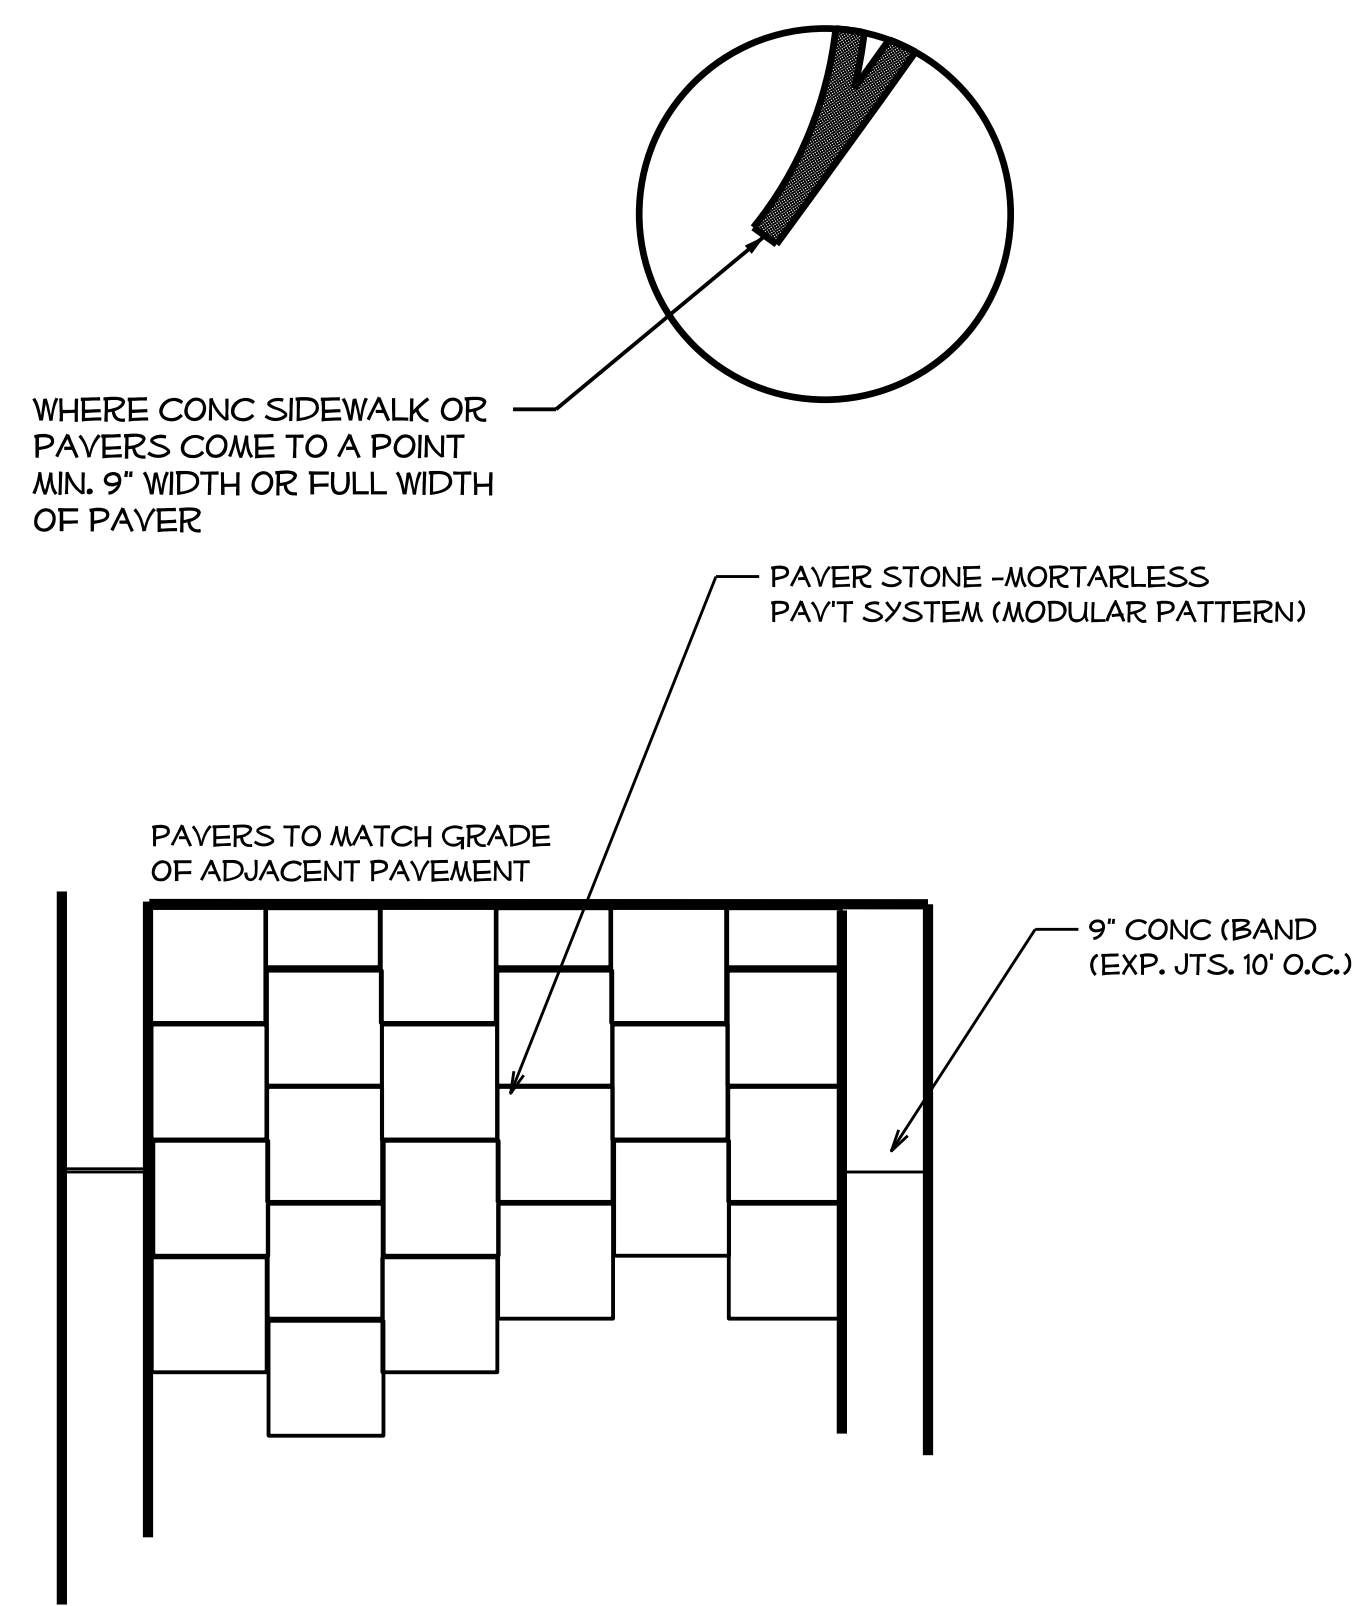 WHERE CONC SIDEWALK OR
PAVERS COME TO A POINT
MIN. 9" WIDTH OR FULL WIDTH
OF PAVER
PAVER STONE -MORTARLESS
PAV'T SYSTEM (MODULAR PATTERN)
PAVERS TO MATCH GRADE
OF ADJACENT PAVEMENT
9" CONC (BAND
(EXP. JTS. 10' O.C.)